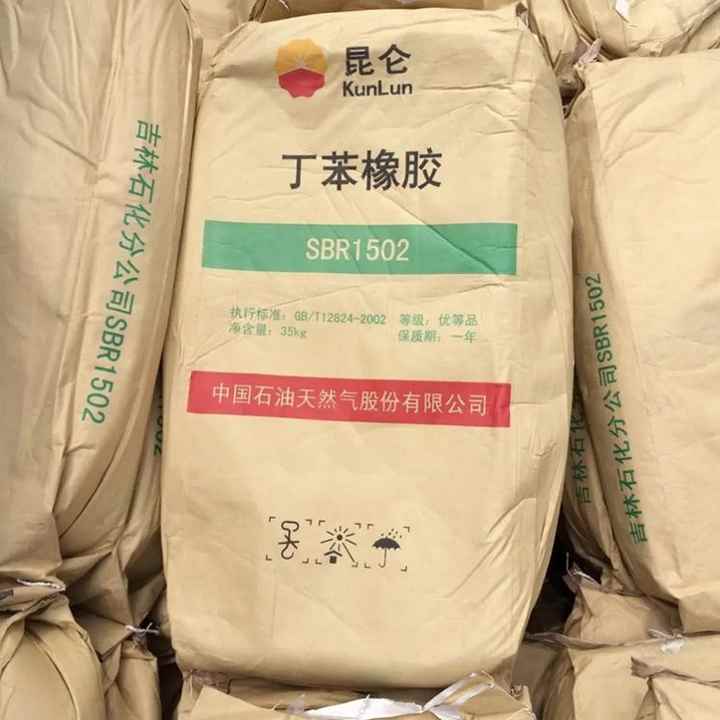 昆仑
KunLun
丁苯橡胶
SBR1502
执行标准：GB/T12824-2002 等级：优等品
净含量：35kg 保质期：一年
中国石油天然气股份有限公司
吉林石化分公司SBR1502
吉林石化分公司SBR1502
吉林